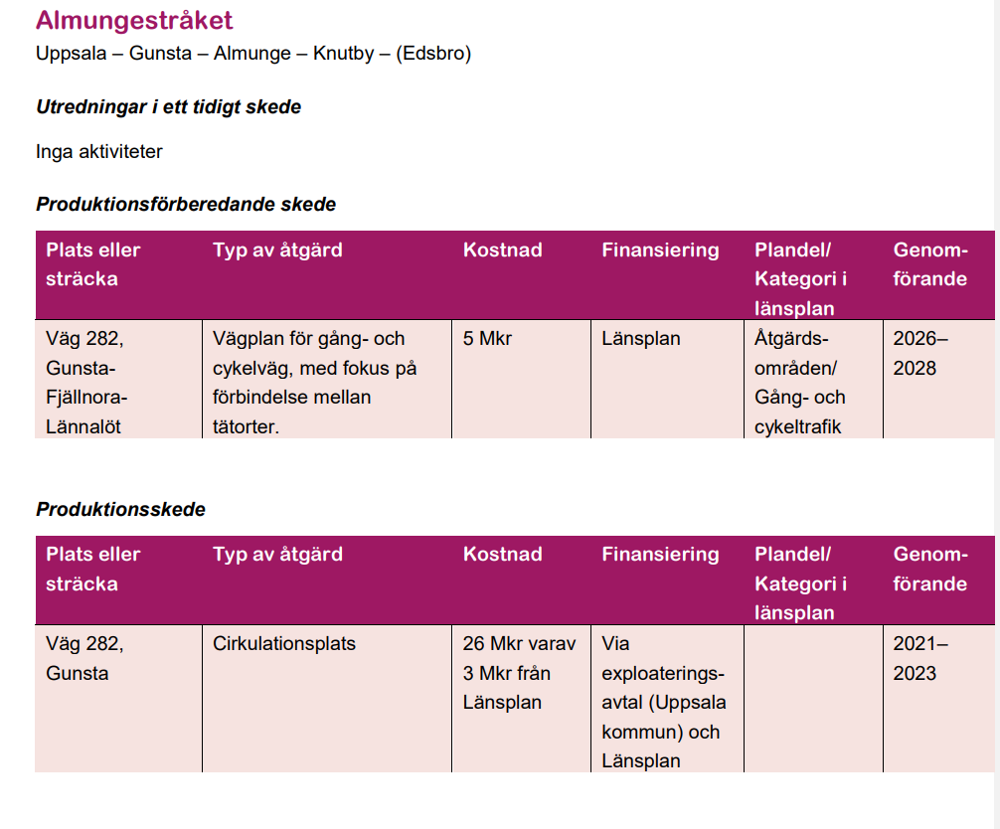 Almungestråket
Uppsala – Gunsta – Almunge – Knutby – (Edsbro)
Utredningar i ett tidigt skede
Inga aktiviteter
Produktionsförberedande skede
Plats eller
sträcka
Typ av åtgärd
Kostnad
Finansiering
Plandel/
Kategori i
länsplan
Genom-
förande
Väg 282,
Gunsta-
Fjällnora-
Lännalöt
Vägplan för gång- och
cykelväg, med fokus på
förbindelse mellan
tätorter.
5 Mkr
Länsplan
Åtgärds-
områden/
Gång- och
cykeltrafik
2026–
2028
Produktionsskede
Plats eller
sträcka
Typ av åtgärd
Kostnad
Finansiering
Plandel/
Kategori i
länsplan
Genom-
förande
Väg 282,
Gunsta
Cirkulationsplats
26 Mkr varav
3 Mkr från
Länsplan
Via
exploaterings-
avtal (Uppsala
kommun) och
Länsplan
2021–
2023